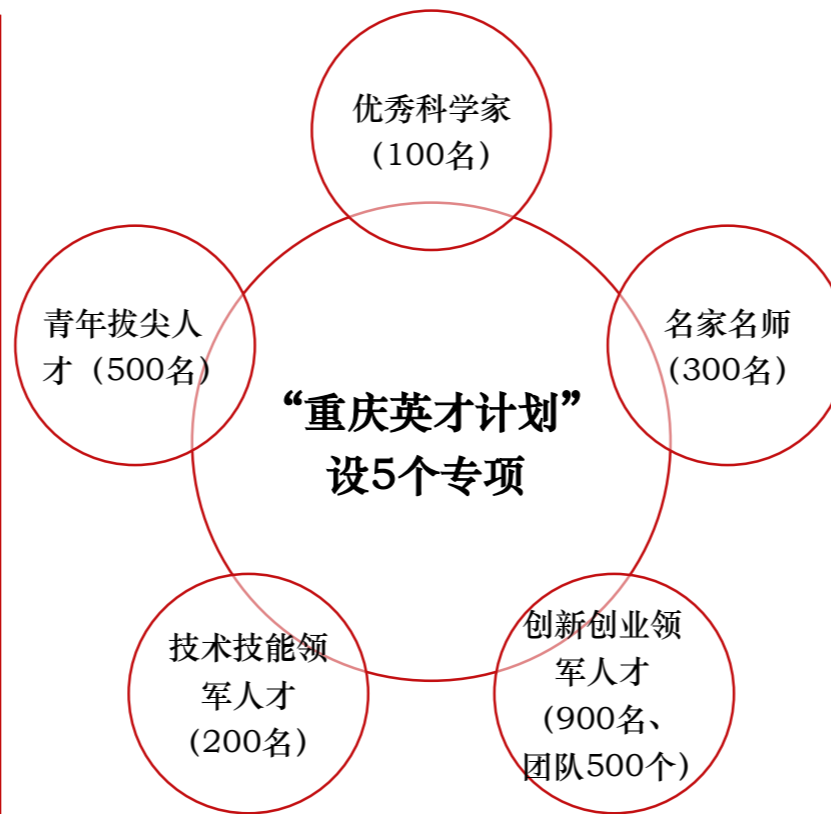 优秀科学家
(100名)
青年拔尖人
才（500名)
名家名师
(300名)
“重庆英才计划”
设5个专项
技术技能领
军人才
(200名)
创新创业领
军人才
(900名、
团队500个)